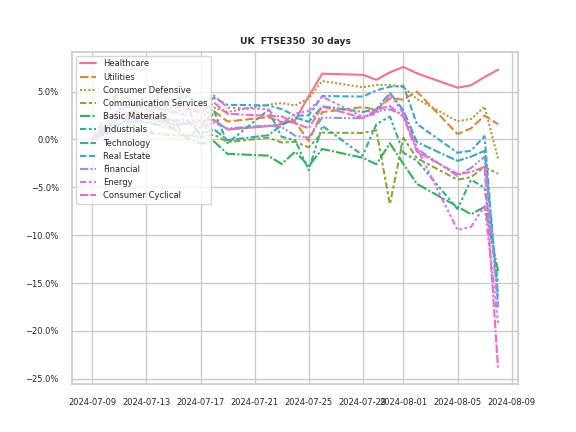 UK FTSE350 30 days
Healthcare
Utilities
Consumer Defensive
Communication Services
Basic Materials
Industrials
Technology
Real Estate
Financial
Energy
Consumer Cyclical
5.0%
0.0%
−5.0%
−10.0%
−15.0%
−20.0%
−25.0%
2024-07-09 2024-07-13 2024-07-17 2024-07-21 2024-07-25 2024-07-29 2024-08-01 2024-08-05 2024-08-09